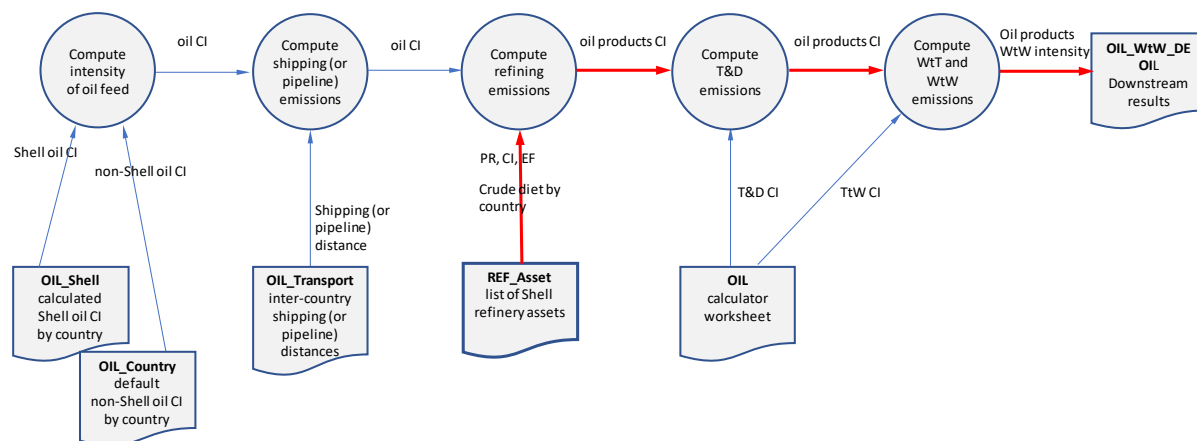 Compute
intensity
of oil feed
oil CI
Compute
shipping (or
pipeline)
emissions
oil CI
Compute
refining
emissions
oil products CI
Compute
T&D
emissions
oil products CI
Compute
WtT and
WtW
emissions
Oil products
WtW intensity
OIL_WtW_DE
OIL
Downstream
results
Shell oil CI
non-Shell oil CI
Shipping (or
pipeline)
distance
PR, CI, EF
Crude diet by
country
T&D CI
TtW CI
OIL_Shell
calculated
Shell oil CI
by country
OIL_Country
default
non-Shell oil CI
by country
OIL_Transport
inter-country
shipping (or
pipeline)
distances
REF_Asset
list of Shell
refinery assets
OIL
calculator
worksheet